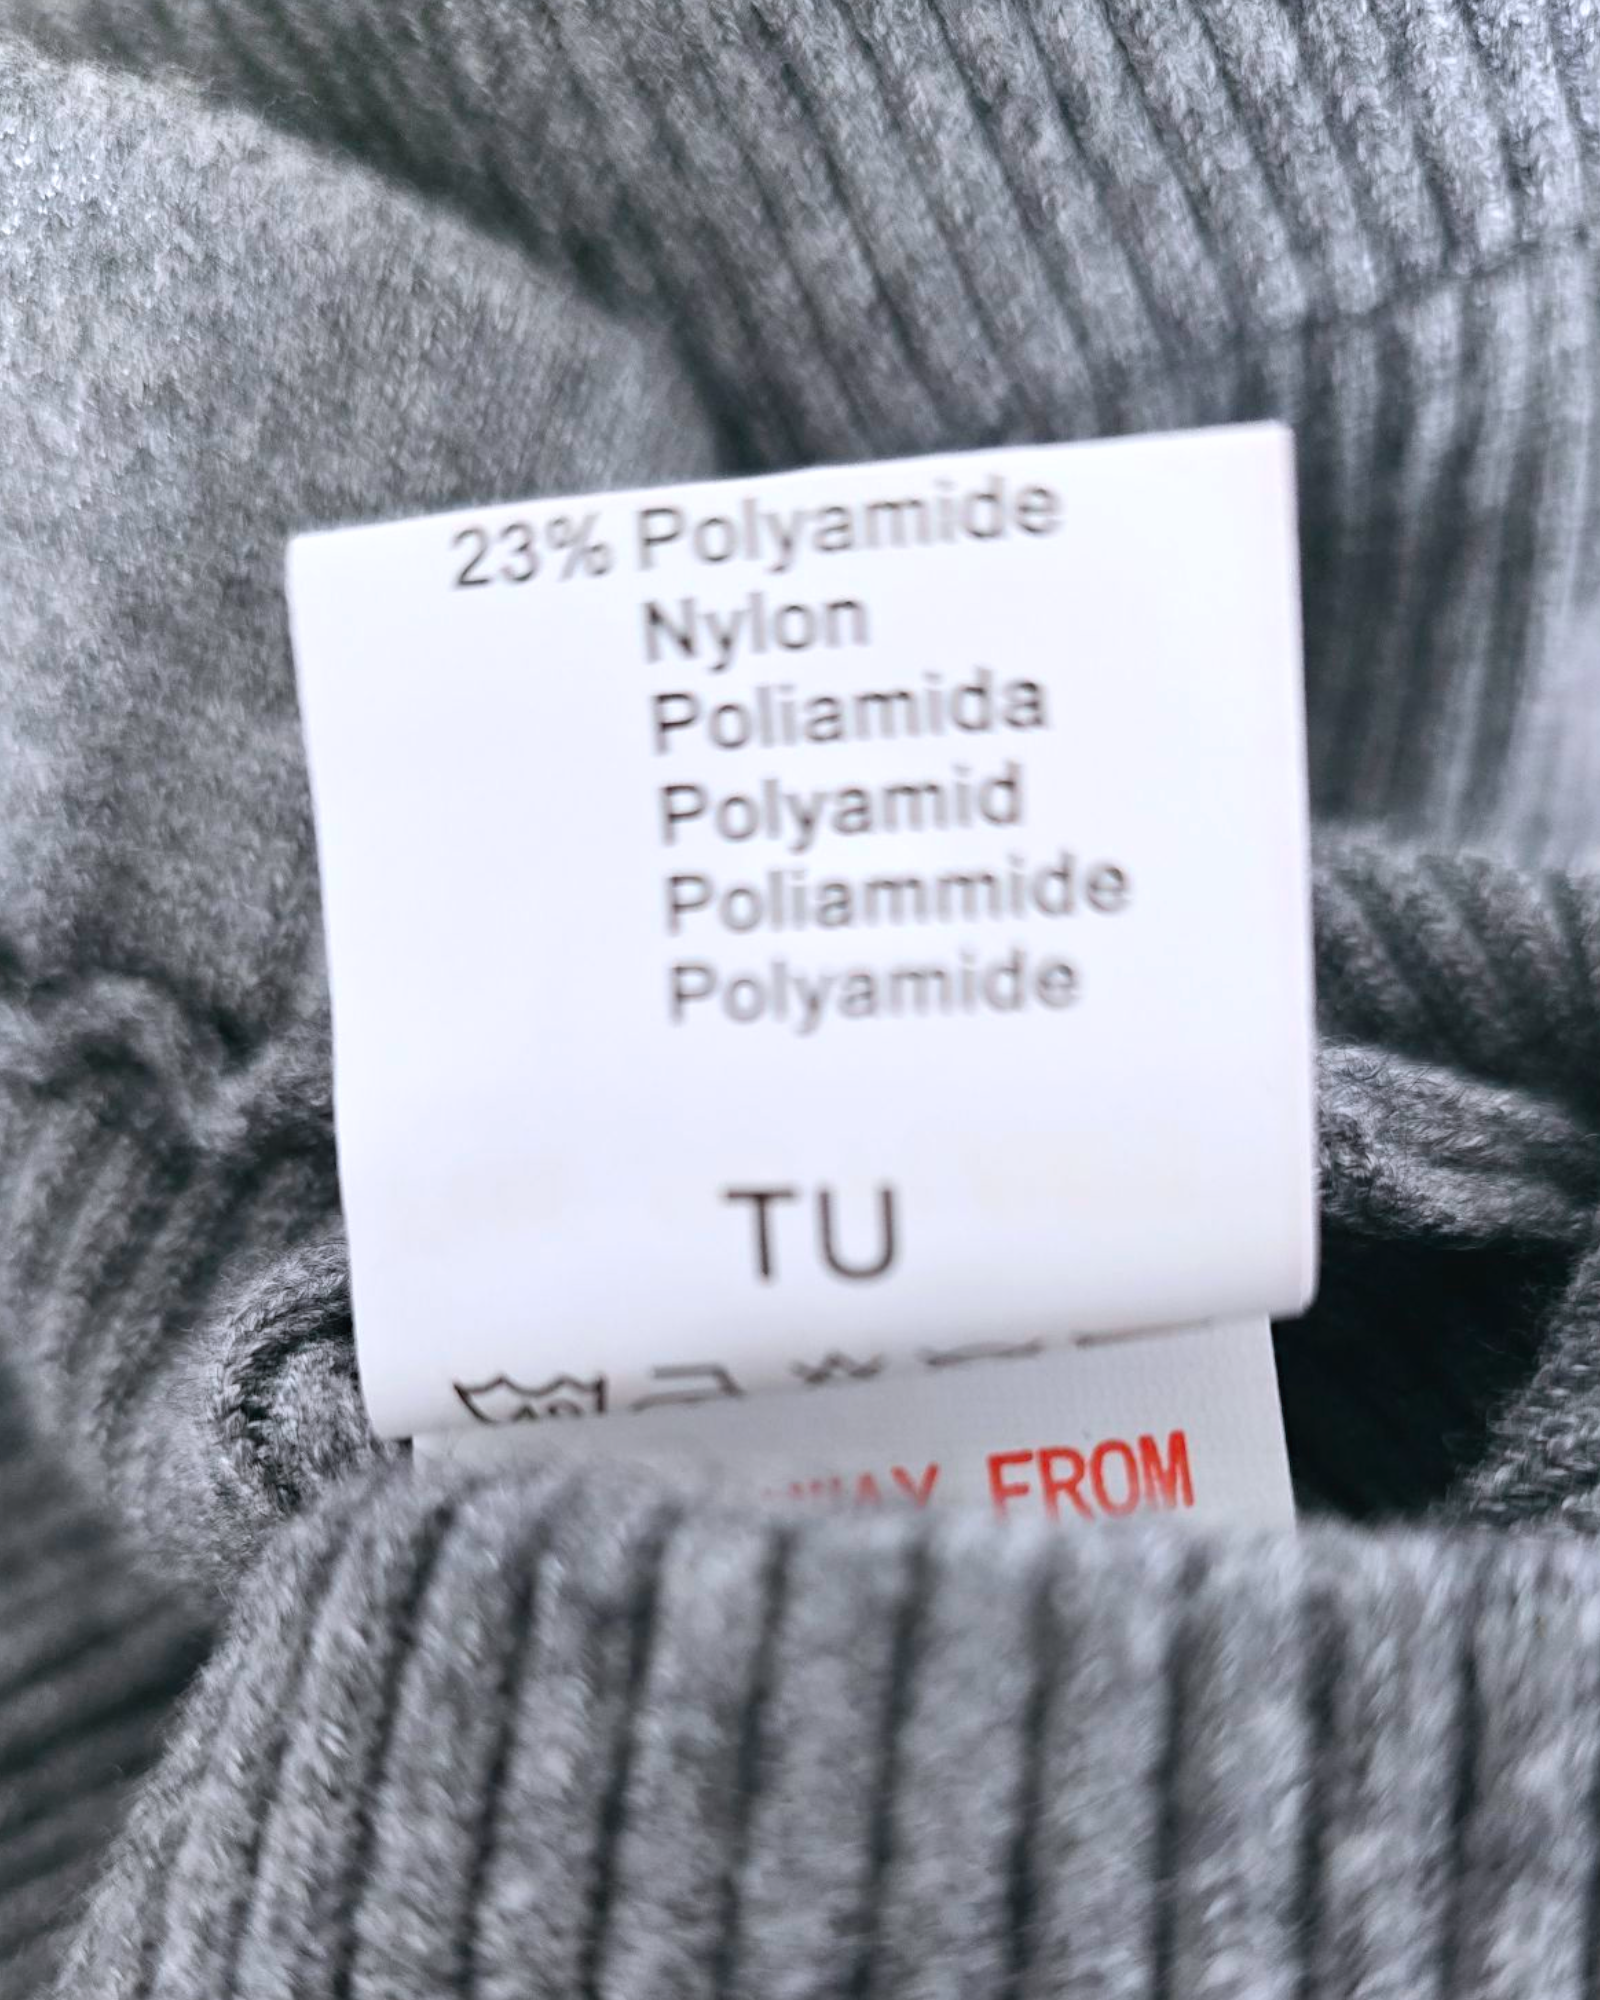 23% Polyamide
Nylon
Poliamida
Polyamid
Poliammide
Polyamide
TU
FROM